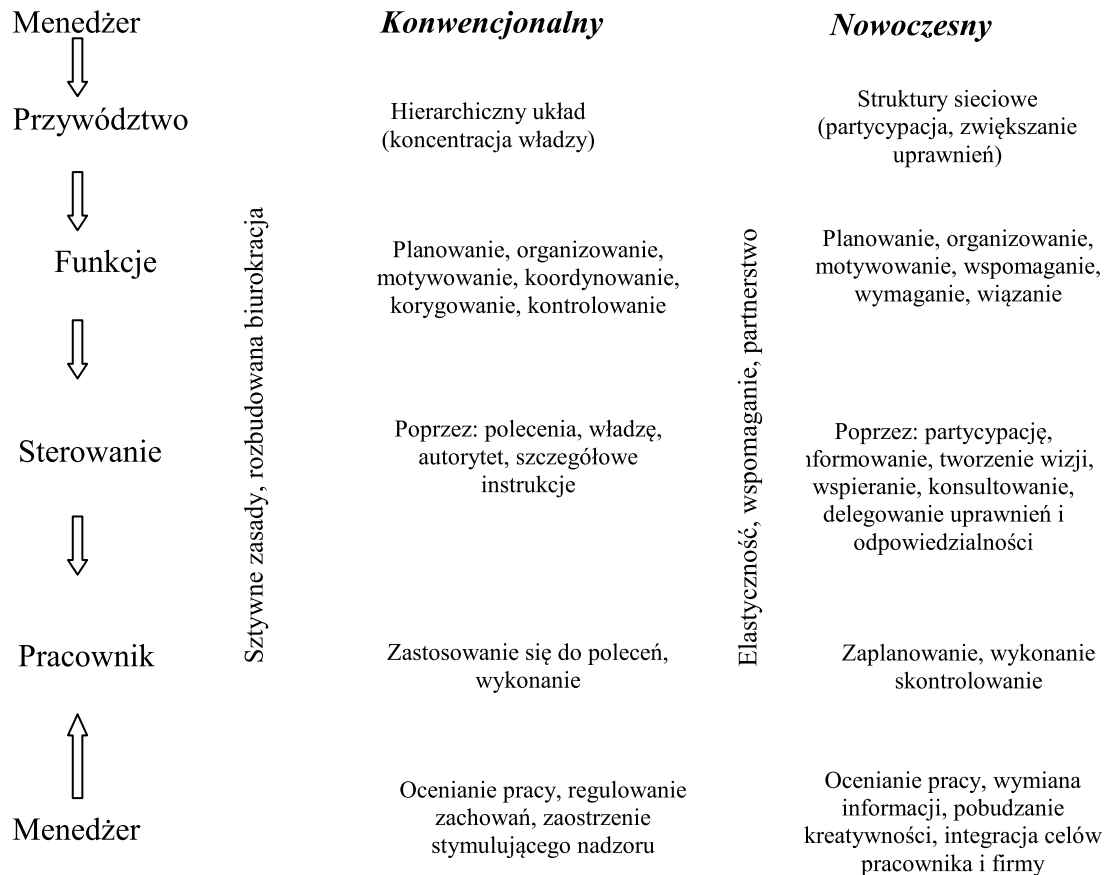 Menedżer
Konwencjonalny
Nowoczesny
Przywództwo
Hierarchiczny układ
(koncentracja władzy)
Struktury sieciowe
(partycypacja, zwiększanie
uprawnień)
Sztywne zasady, rozbudowana biurokracja
Elastyczność, wspomaganie, partnerstwo
Funkcje
Planowanie, organizowanie,
motywowanie, koordynowanie,
korygowanie, kontrolowanie
Planowanie, organizowanie,
motywowanie, wspomaganie,
wymaganie, wiązanie
Sterowanie
Poprzez: polecenia, władzę,
autorytet, szczegółowe
instrukcje
Poprzez: partycypację,
nformowanie, tworzenie wizji,
wspieranie, konsultowanie,
delegowanie uprawnień i
odpowiedzialności
Pracownik
Zastosowanie się do poleceń,
wykonanie
Zaplanowanie, wykonanie
skontrolowanie
Menedżer
Ocenianie pracy, regulowanie
zachowań, zaostrzenie
stymulującego nadzoru
Ocenianie pracy, wymiana
informacji, pobudzanie
kreatywności, integracja celów
pracownika i firmy